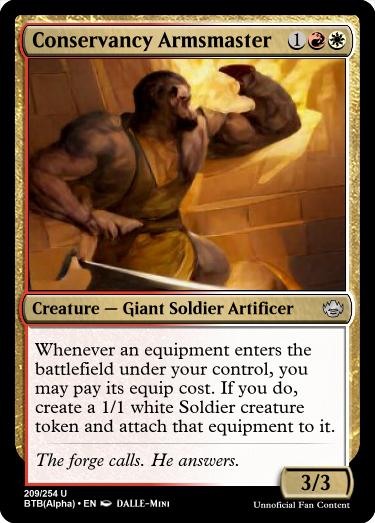 Conservancy Armsmaster 1
Creature — Giant Soldier Artificer
Whenever an equipment enters the
battlefield under your control, you
may pay its equip cost. If you do,
create a 1/1 white Soldier creature
token and attach that equipment to it.
The forge calls. He answers.
3/3
209/254 U
BTB(Alpha) • EN DALLE-Mini
Unnoficial Fan Content